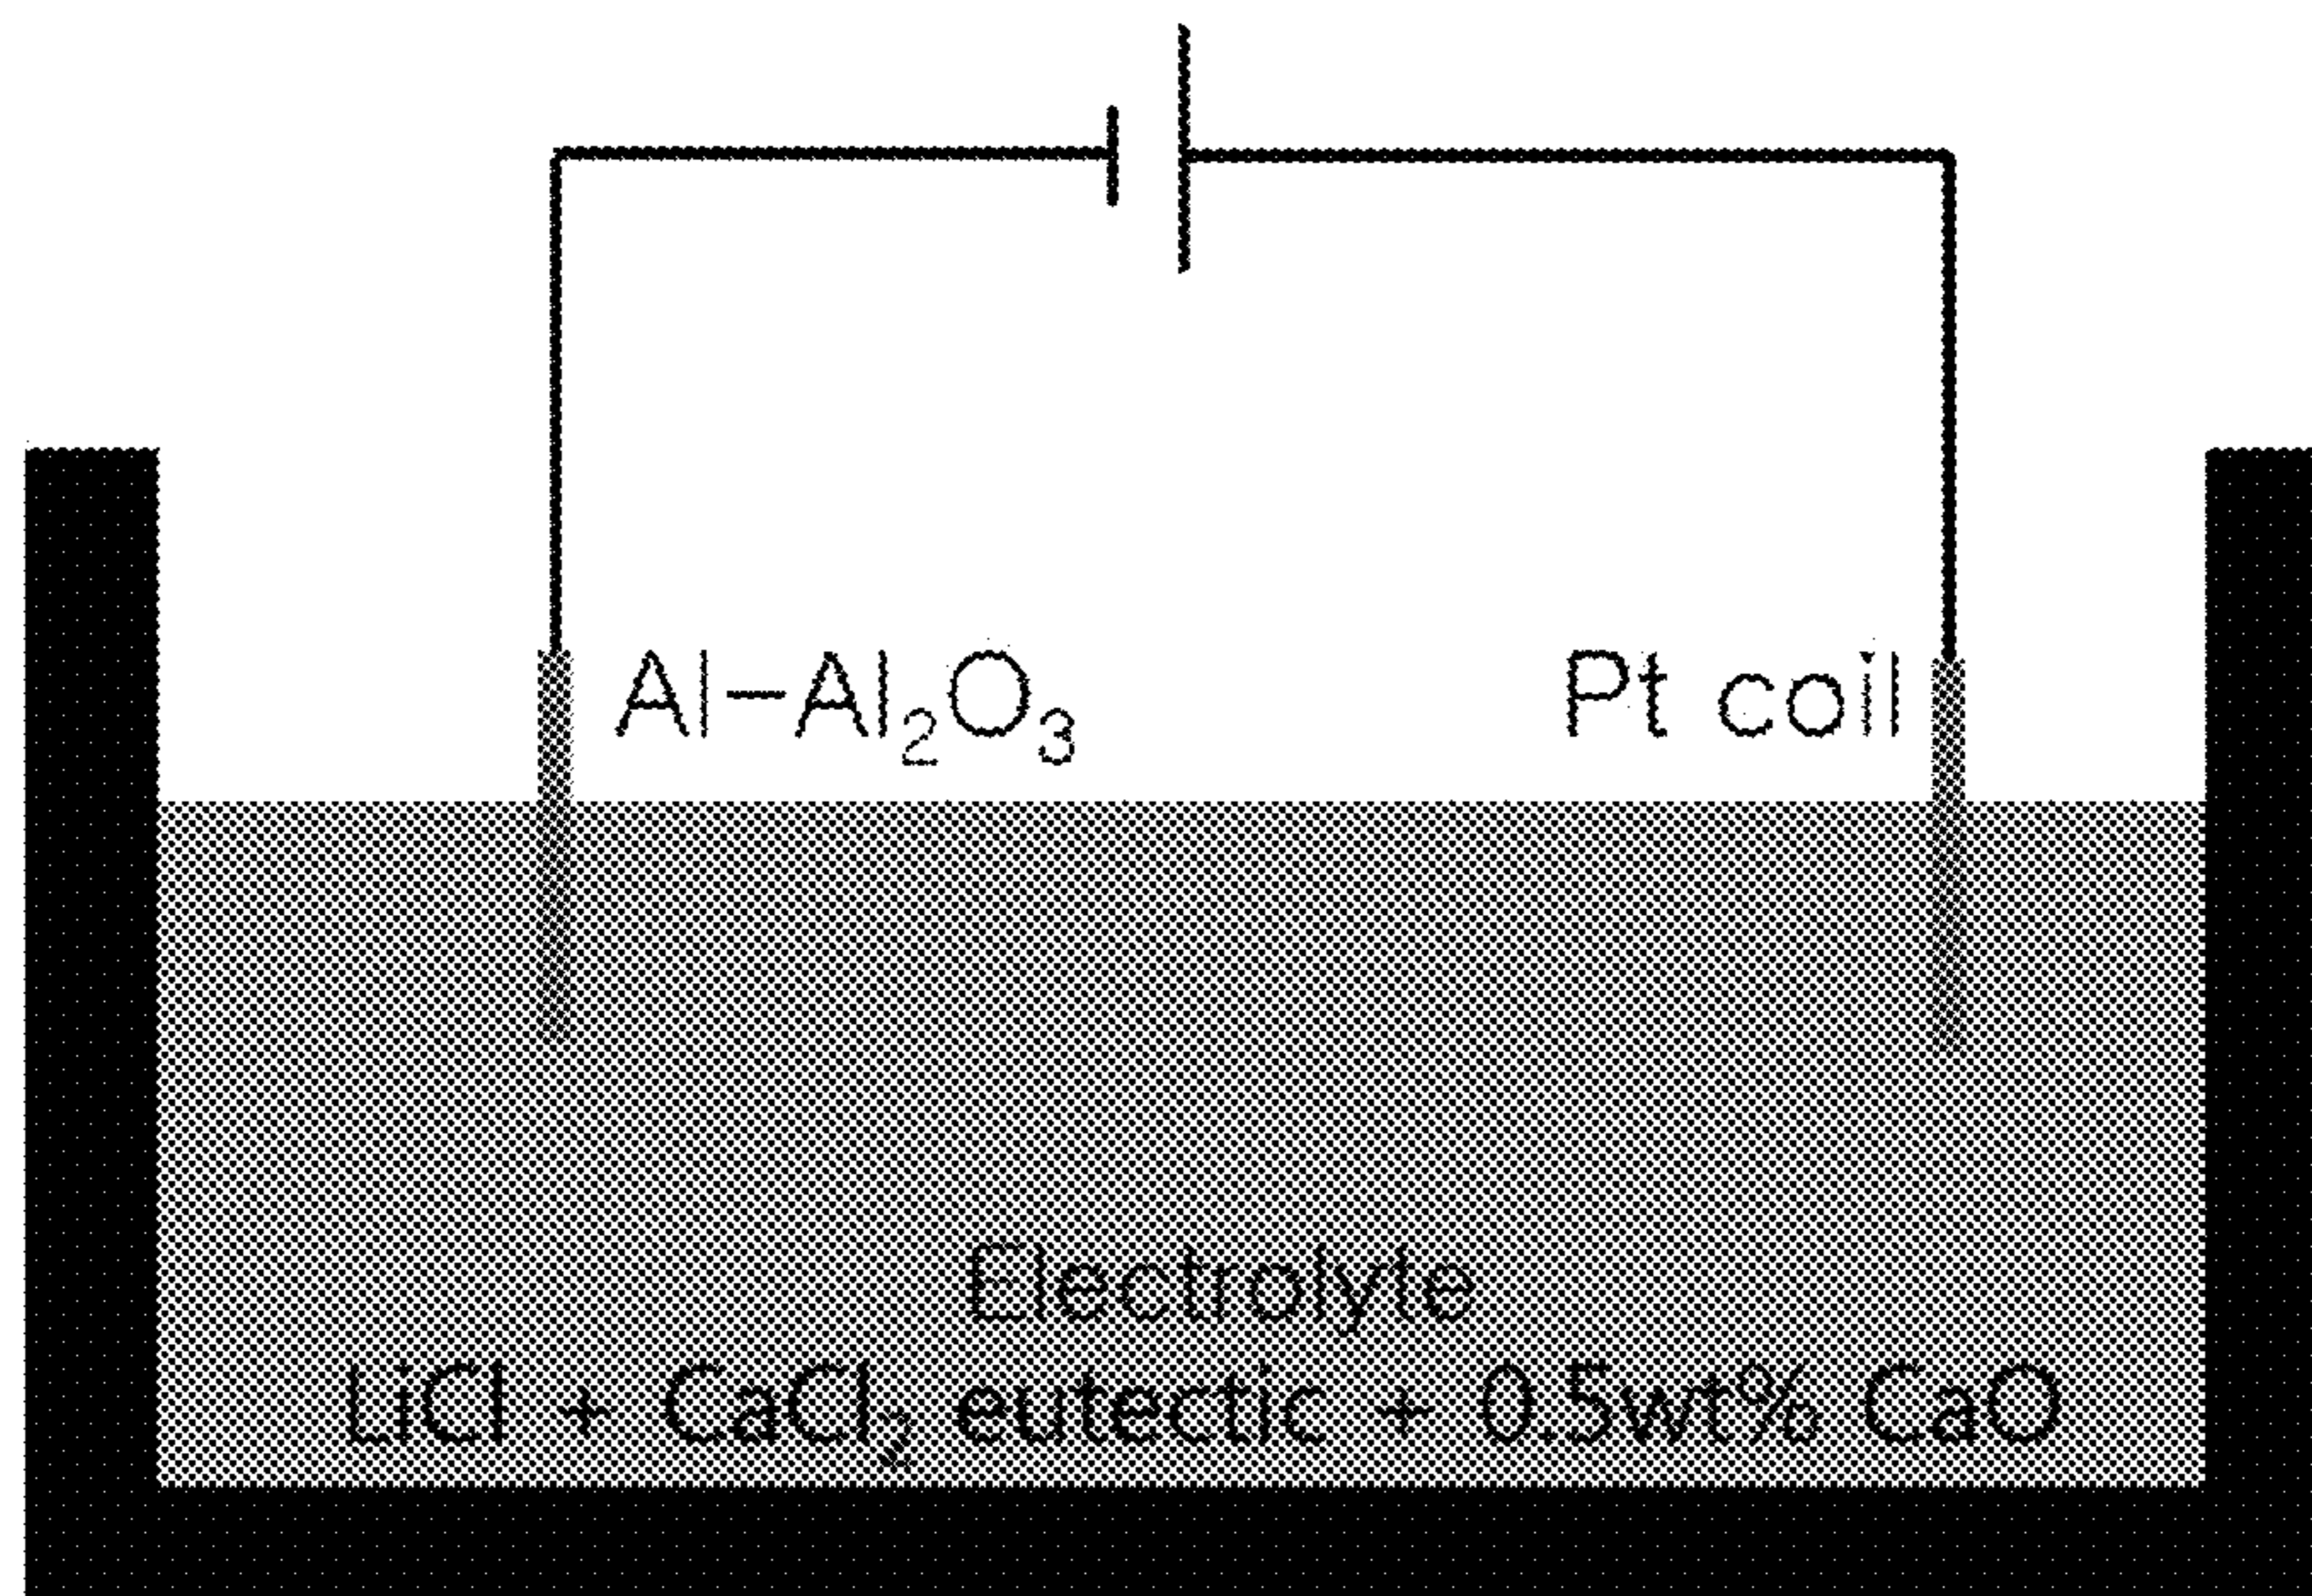 Al–Al₂O₃
Pt coil
Electrolyte
LiCl + CaCl₂ eutectic + 0.5wt% CaO